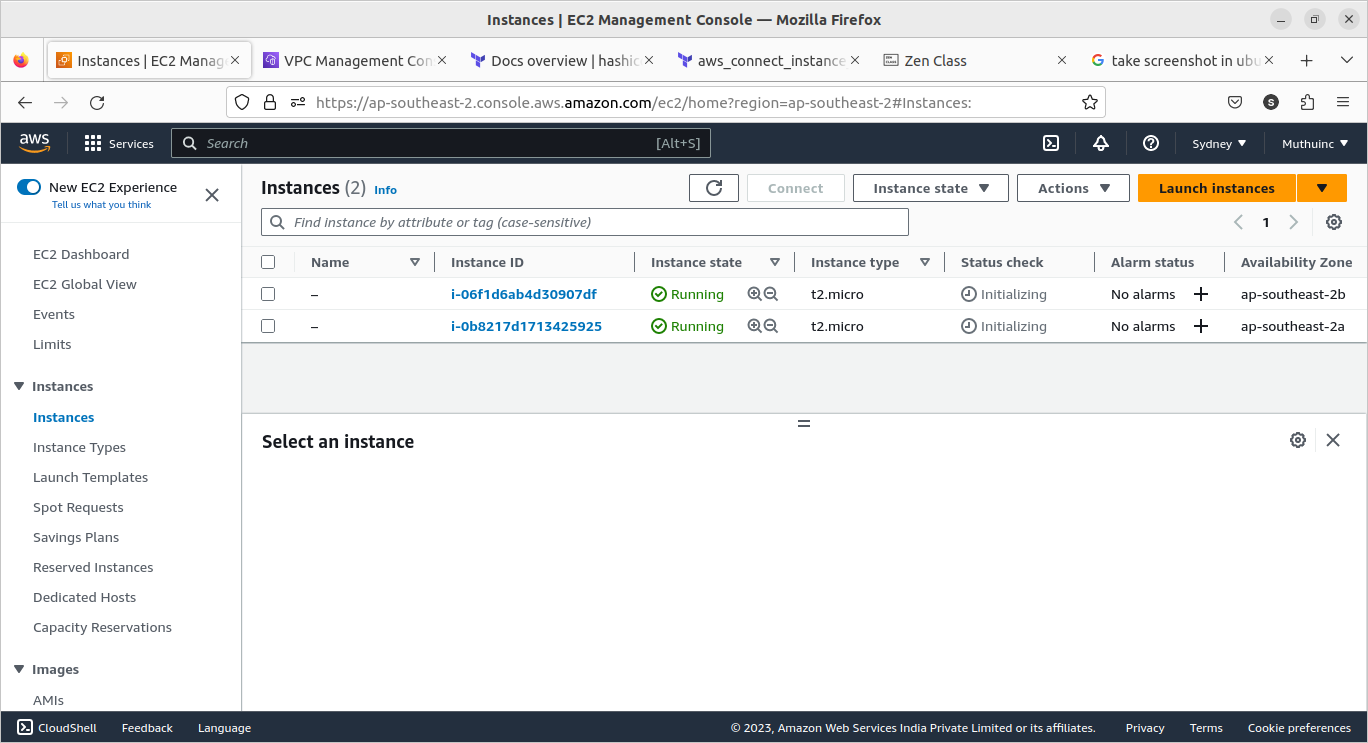 Instances | EC2 Management Console — Mozilla Firefox
Instances | EC2 Manag
VPC Management Con
Docs overview | hashic
aws_connect_instance
Zen Class
take screenshot in ubu
https://ap-southeast-2.console.aws.amazon.com/ec2/home?region=ap-southeast-2#Instances:
S
aws
Services
Search
[Alt+S]
Sydney
Muthuinc
New EC2 Experience
Tell us what you think
EC2 Dashboard
EC2 Global View
Events
Limits
Instances
Instances
Instance Types
Launch Templates
Spot Requests
Savings Plans
Reserved Instances
Dedicated Hosts
Capacity Reservations
Images
AMIs
Instances (2) Info
Connect
Instance state
Actions
Launch instances
Find instance by attribute or tag (case-sensitive)
1
Name Instance ID Instance state Instance type Status check Alarm status Availability Zone
– i-06f1d6ab4d30907df Running t2.micro Initializing No alarms ap-southeast-2b
– i-0b8217d1713425925 Running t2.micro Initializing No alarms ap-southeast-2a
Select an instance
CloudShell Feedback Language © 2023, Amazon Web Services India Private Limited or its affiliates. Privacy Terms Cookie preferences